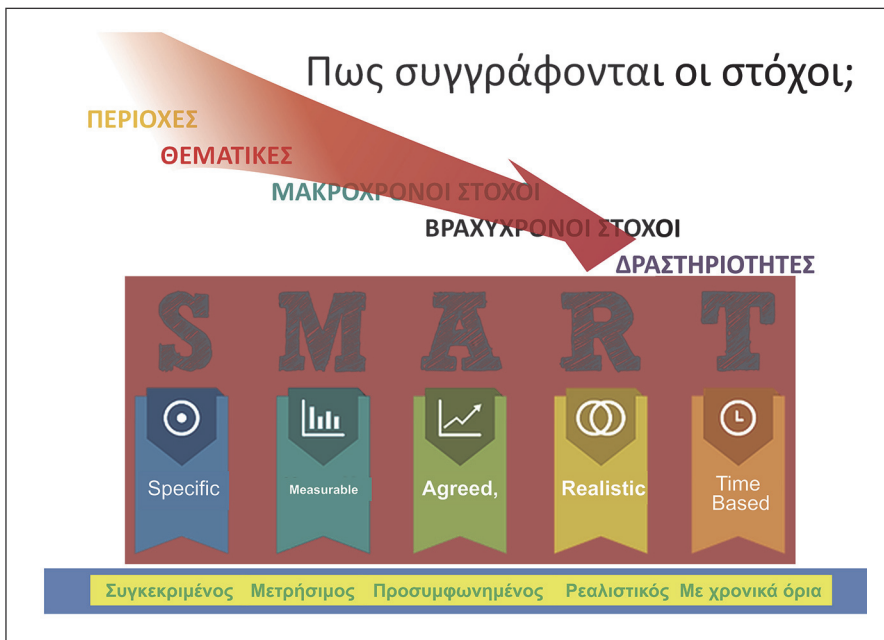 Πως συγγράφονται οι στόχοι;
ΠΕΡΙΟΧΕΣ
ΘΕΜΑΤΙΚΕΣ
ΜΑΚΡΟΧΡΟΝΟΙ ΣΤΟΧΟΙ
ΒΡΑΧΥΧΡΟΝΟΙ ΣΤΟΧΟΙ
ΔΡΑΣΤΗΡΙΟΤΗΤΕΣ
S M A R T
Specific
Measurable
Agreed,
Realistic
Time
Based
Συγκεκριμένος Μετρήσιμος Προσυμφωνημένος Ρεαλιστικός Με χρονικά όρια